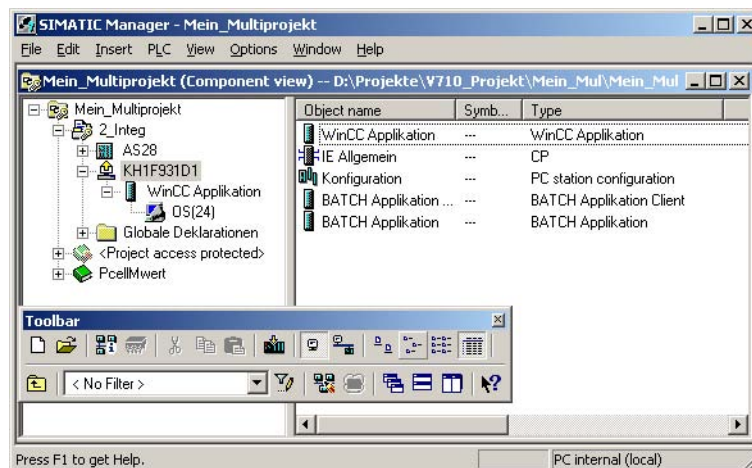 SIMATIC Manager - Mein_Multiprojekt
File Edit Insert PLC View Options Window Help
Mein_Multiprojekt (Component view) -- D:\Projekte\V710_Projekt\Mein_Mul\Mein_Mul
Mein_Multiprojekt
2_Integ
AS28
KH1F931D1
WinCC Applikation
OS(24)
Globale Deklarationen
<Project access protected>
PcellMwert
Object name Symb... Type
WinCC Applikation --- WinCC Applikation
IE Allgemein --- CP
Konfiguration --- PC station configuration
BATCH Applikation ... --- BATCH Applikation Client
BATCH Applikation --- BATCH Applikation
Toolbar
< No Filter >
Press F1 to get Help.
PC internal (local)